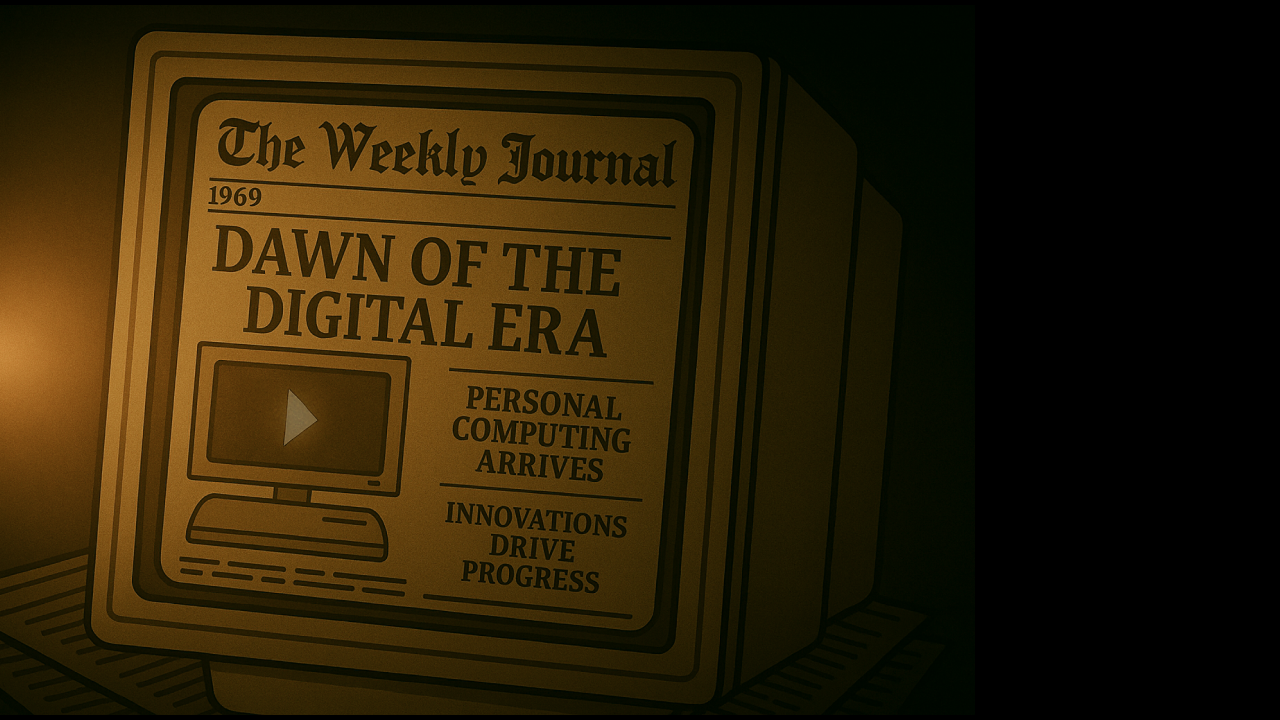 The Weekly Journal
1969
DAWN OF THE
DIGITAL ERA
PERSONAL
COMPUTING
ARRIVES
INNOVATIONS
DRIVE
PROGRESS